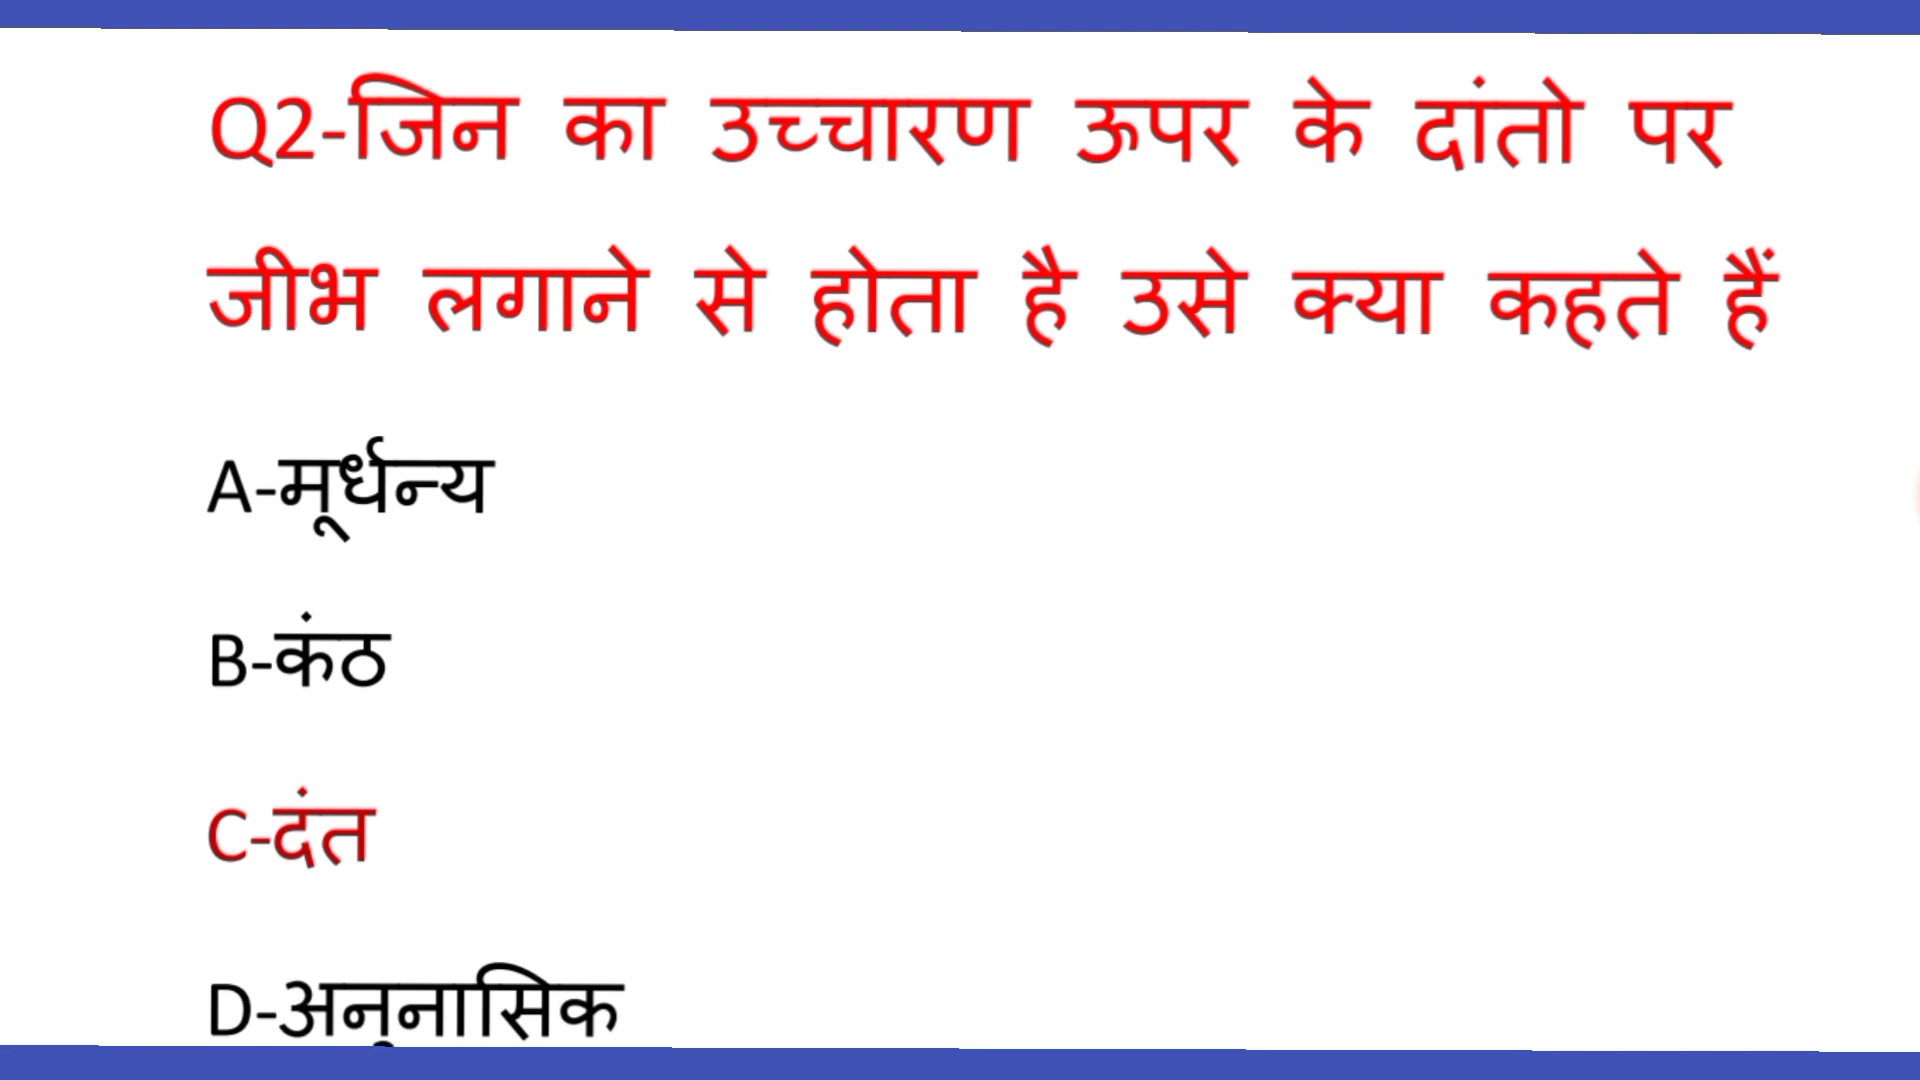 Q2-जिन का उच्चारण ऊपर के दांतो पर
जीभ लगाने से होता है उसे क्या कहते हैं
A-मूर्धन्य
B-कंठ
C-दंत
D-अनुनासिक